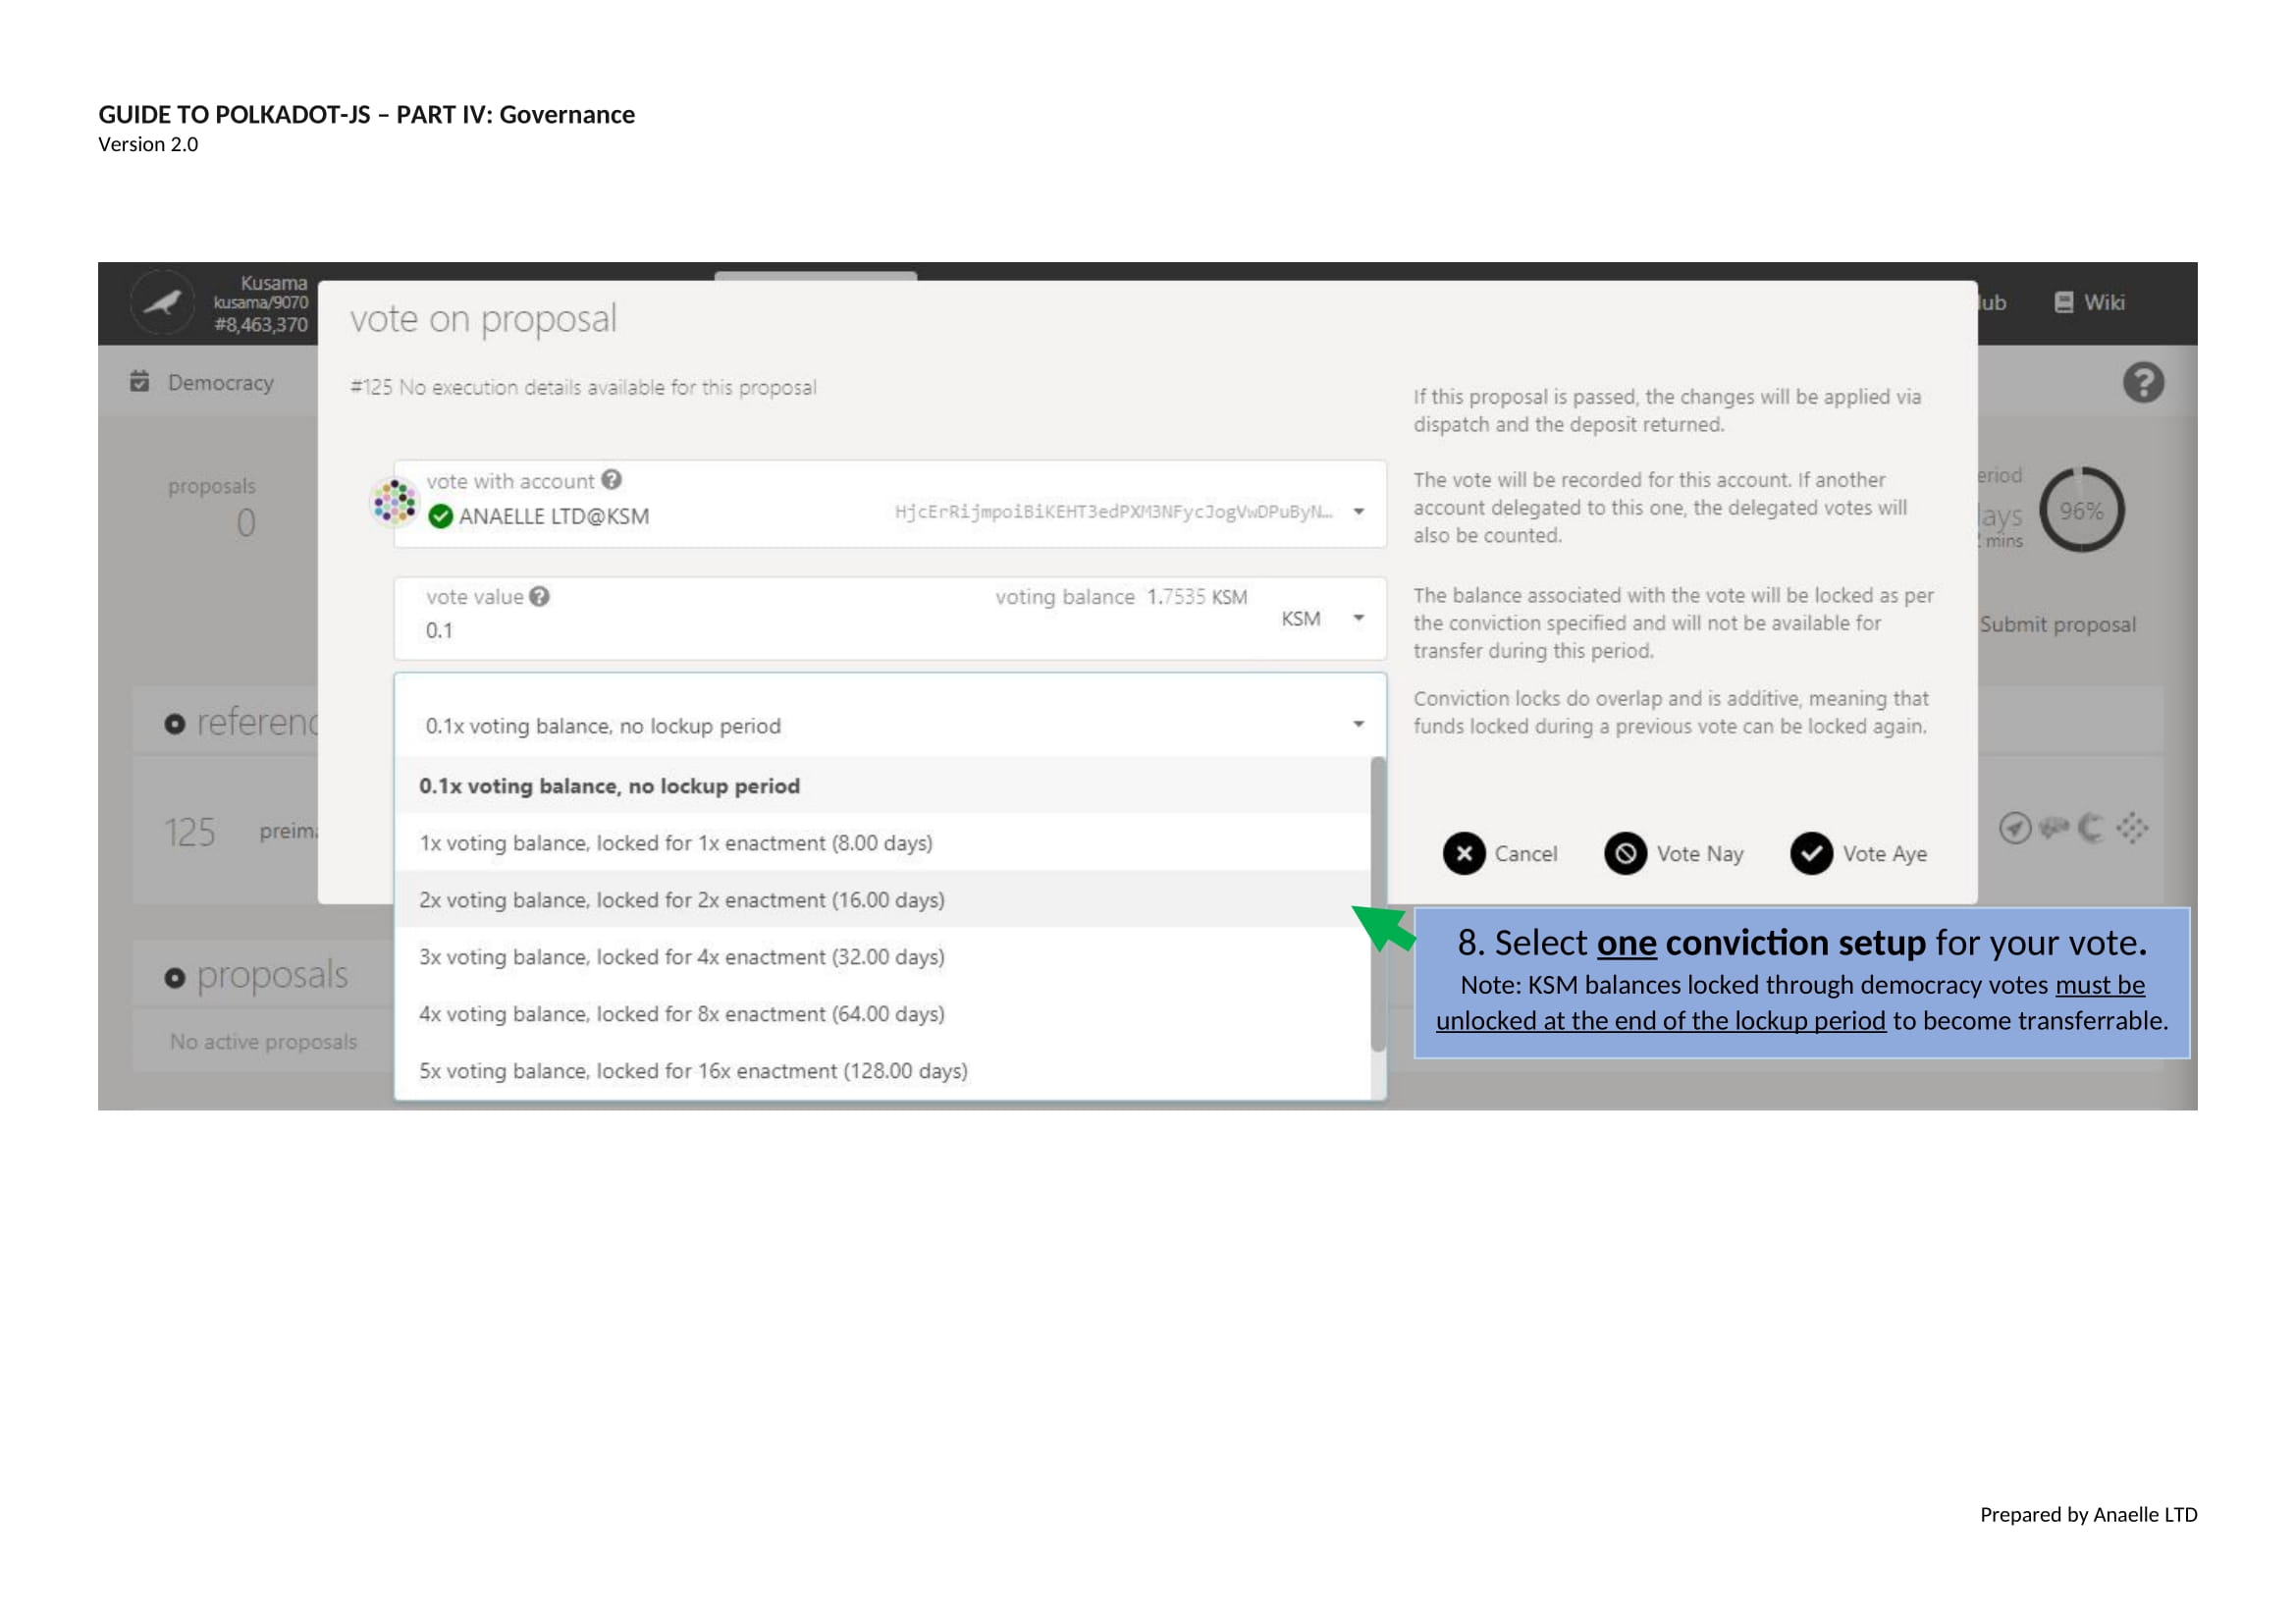 GUIDE TO POLKADOT-JS – PART IV: Governance
Version 2.0
Kusama
kusama/9070
#8,463,370
vote on proposal
Wiki
Democracy
#125 No execution details available for this proposal
If this proposal is passed, the changes will be applied via
dispatch and the deposit returned.
proposals
0
vote with account
ANAELLE LTD@KSM
HjcErRijmpoiBiKEHT3edPXM3NFycJogVwDPuByN…
The vote will be recorded for this account. If another
account delegated to this one, the delegated votes will
also be counted.
96%
mins
vote value
voting balance 1.7535 KSM
0.1
KSM
The balance associated with the vote will be locked as per
the conviction specified and will not be available for
transfer during this period.
Submit proposal
0.1x voting balance, no lockup period
Conviction locks do overlap and is additive, meaning that
funds locked during a previous vote can be locked again.
0.1x voting balance, no lockup period
1x voting balance, locked for 1x enactment (8.00 days)
2x voting balance, locked for 2x enactment (16.00 days)
3x voting balance, locked for 4x enactment (32.00 days)
4x voting balance, locked for 8x enactment (64.00 days)
5x voting balance, locked for 16x enactment (128.00 days)
125
Cancel
Vote Nay
Vote Aye
proposals
No active proposals
8. Select one conviction setup for your vote.
Note: KSM balances locked through democracy votes must be
unlocked at the end of the lockup period to become transferrable.
Prepared by Anaelle LTD